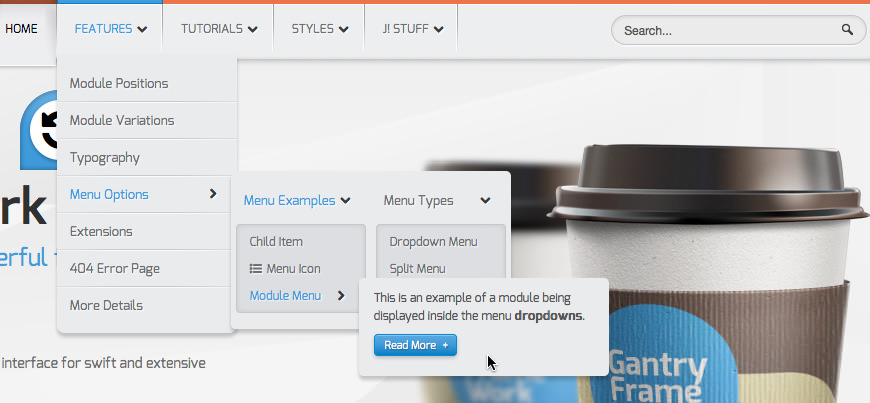 HOME
FEATURES
TUTORIALS
STYLES
J! STUFF
Search...
Module Positions
Module Variations
Typography
Menu Options
Extensions
404 Error Page
More Details
Menu Examples
Menu Types
Child Item
Menu Icon
Module Menu
Dropdown Menu
Split Menu
This is an example of a module being
displayed inside the menu dropdowns.
Read More +
rk
erful
interface for swift and extensive
Gantry
Frame
Work